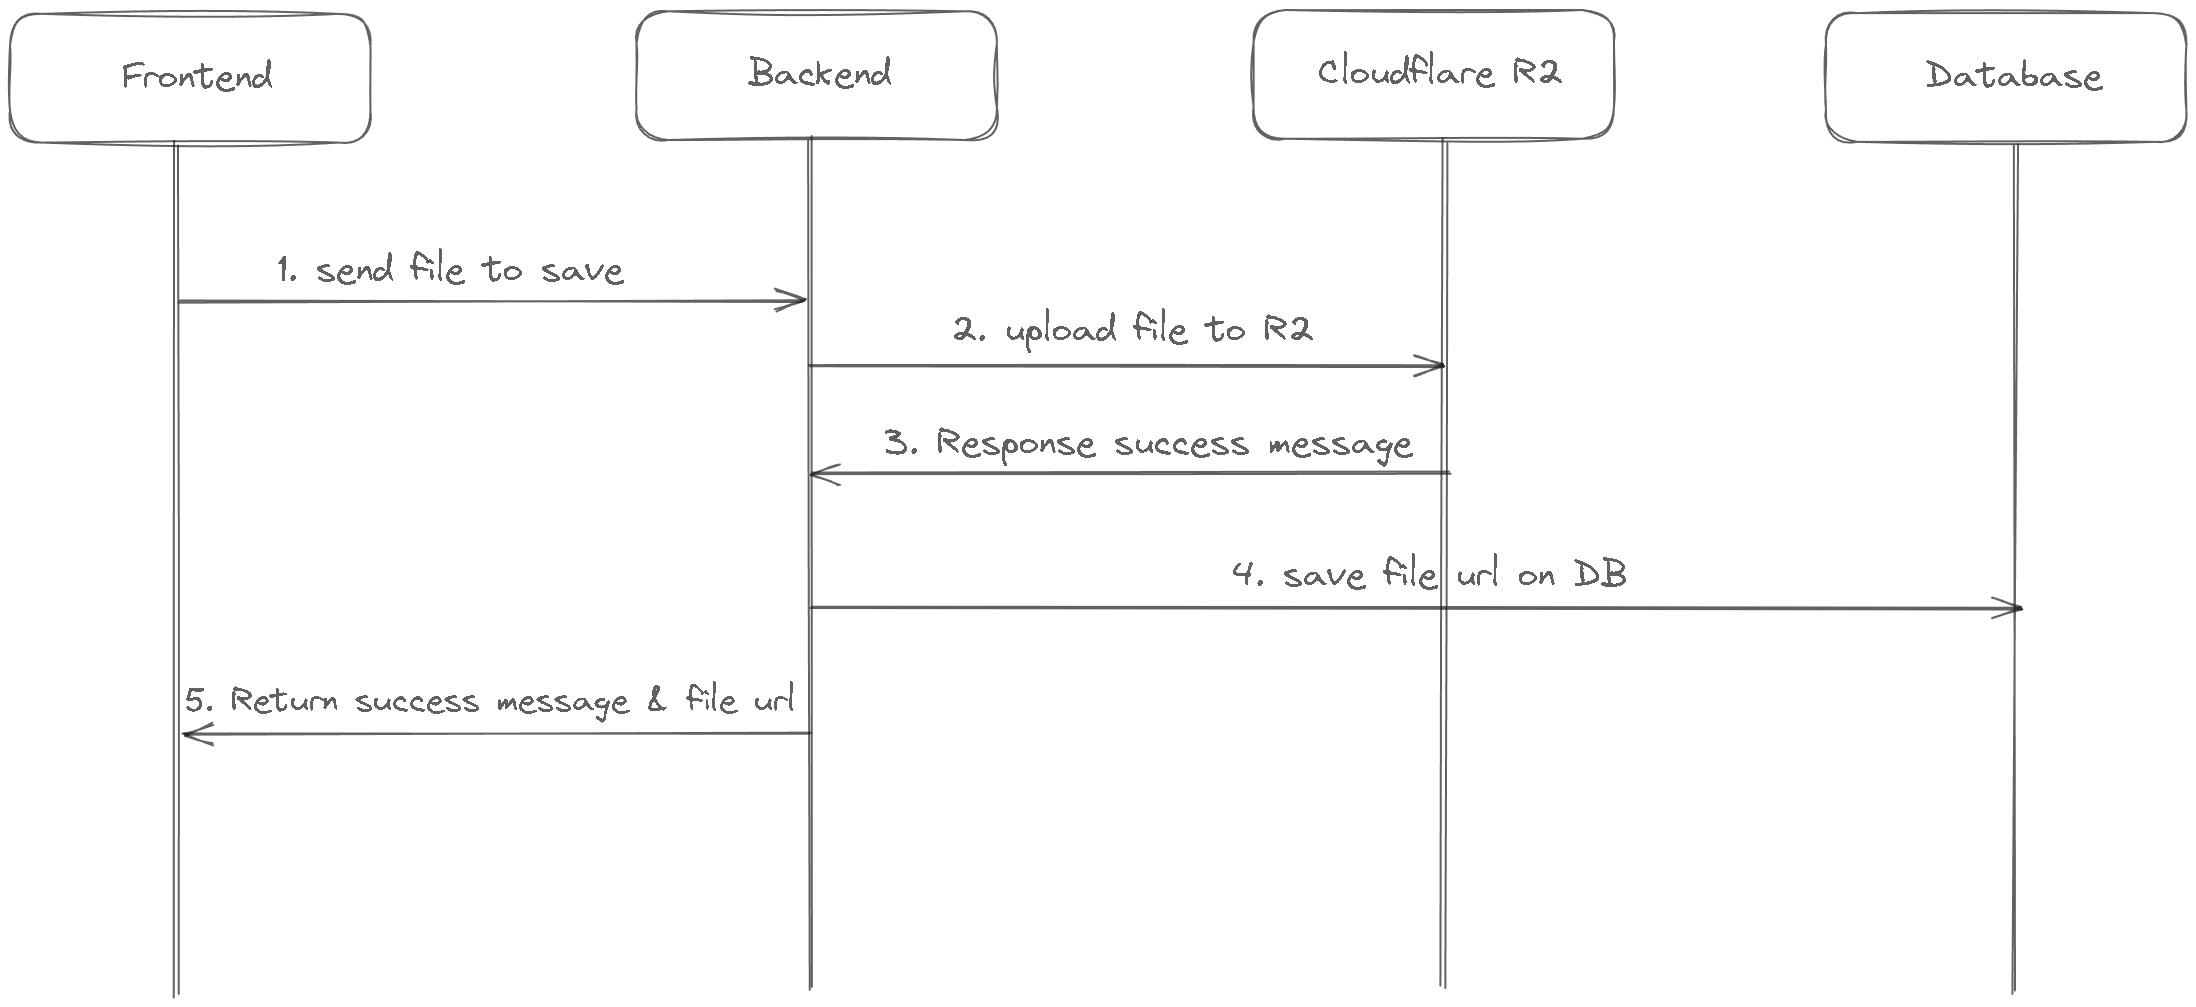 Frontend
Backend
Cloudflare R2
Database
1. send file to save
2. upload file to R2
3. Response success message
4. save file url on DB
5. Return success message & file url